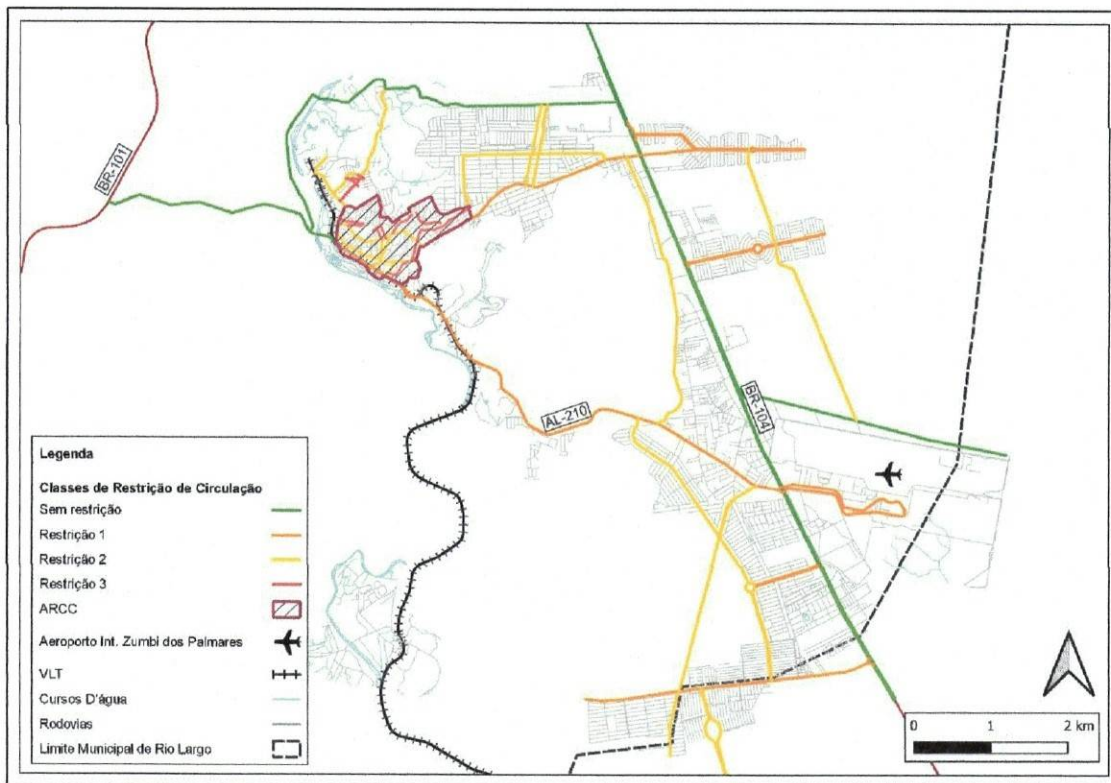 BR-101
AL-210
BR-104
Legenda
Classes de Restrição de Circulação
Sem restrição
Restrição 1
Restrição 2
Restrição 3
ARCC
Aeroporto Int. Zumbi dos Palmares
VLT
Cursos D'água
Rodovias
Limite Municipal de Rio Largo
0 1 2 km